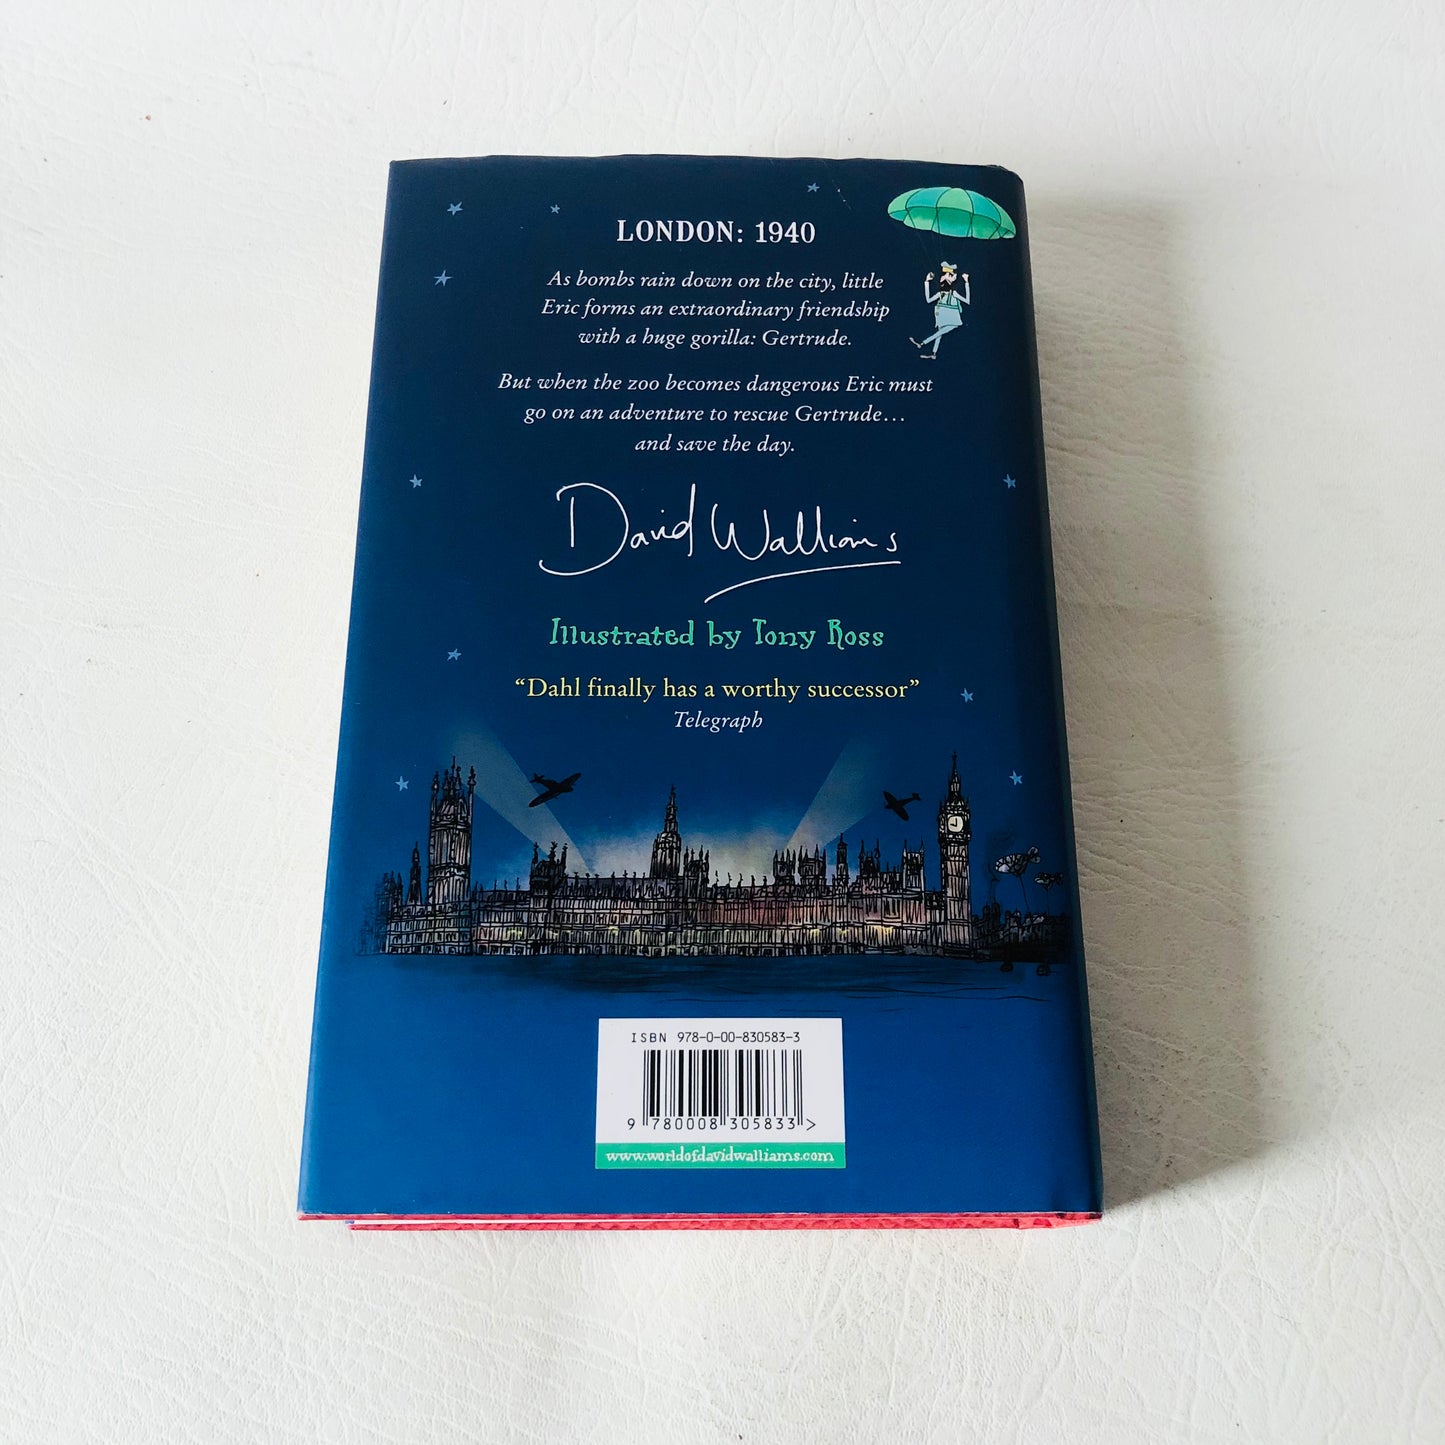 LONDON: 1940
As bombs rain down on the city, little
Eric forms an extraordinary friendship
with a huge gorilla: Gertrude.
But when the zoo becomes dangerous Eric must
go on an adventure to rescue Gertrude...
and save the day.
David Walliams
Illustrated by Tony Ross
“Dahl finally has a worthy successor”
Telegraph
ISBN 978-0-00-830583-3
9 780008 305833 >
www.worldofdavidwalliams.com